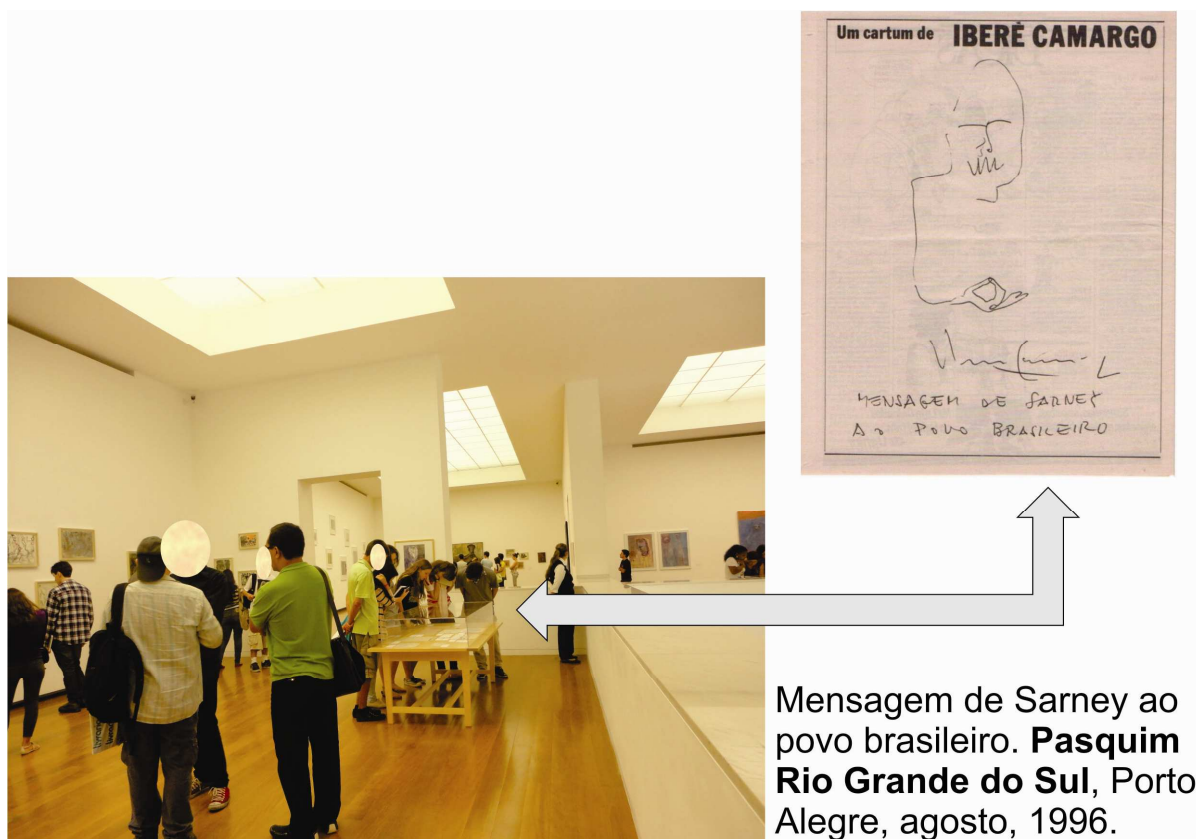 Um cartum de IBERÊ CAMARGO
MENSAGEM DE SARNEY
AO POVO BRASILEIRO
Mensagem de Sarney ao
povo brasileiro. Pasquim
Rio Grande do Sul, Porto
Alegre, agosto, 1996.